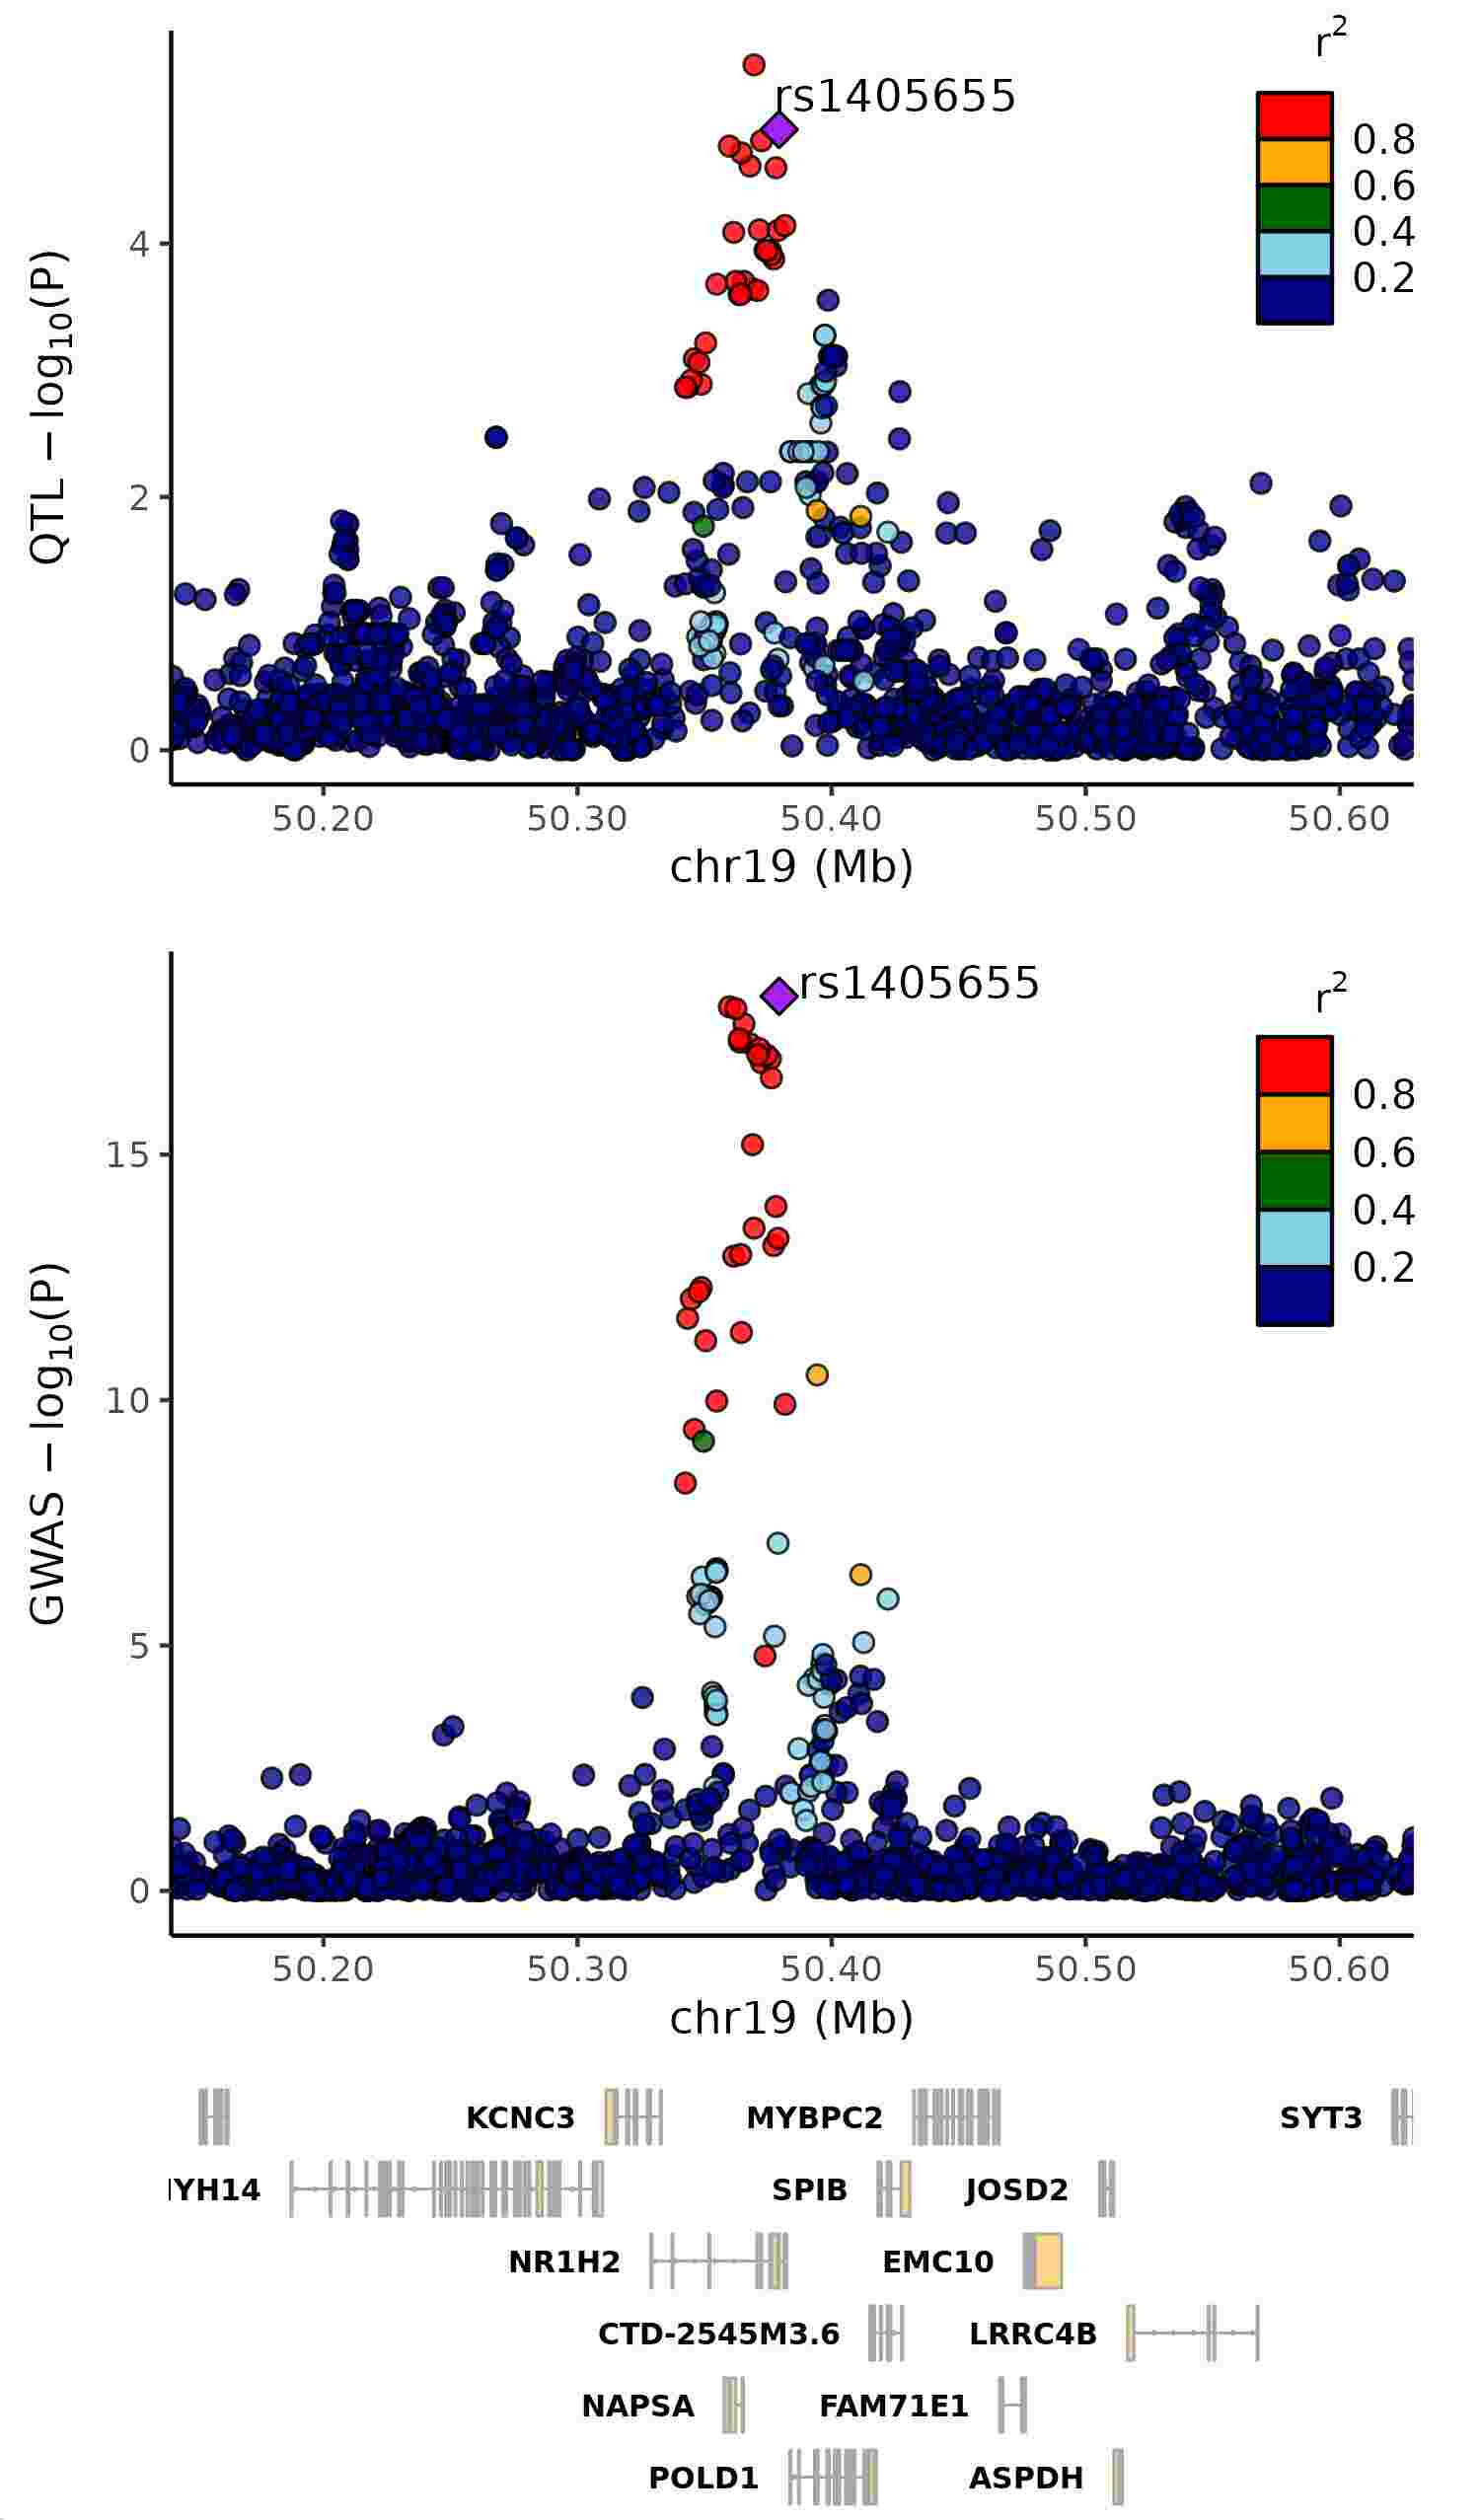 r2
rs1405655
0.8
0.6
0.4
0.2
4
2
0
QTL − log10(P)
50.20 50.30 50.40 50.50 50.60
chr19 (Mb)
rs1405655
r2
0.8
0.6
0.4
0.2
15
10
5
0
GWAS − log10(P)
50.20 50.30 50.40 50.50 50.60
chr19 (Mb)
KCNC3 MYBPC2 SYT3
YH14 SPIB JOSD2
NR1H2 EMC10
CTD-2545M3.6 LRRC4B
NAPSA FAM71E1
POLD1 ASPDH